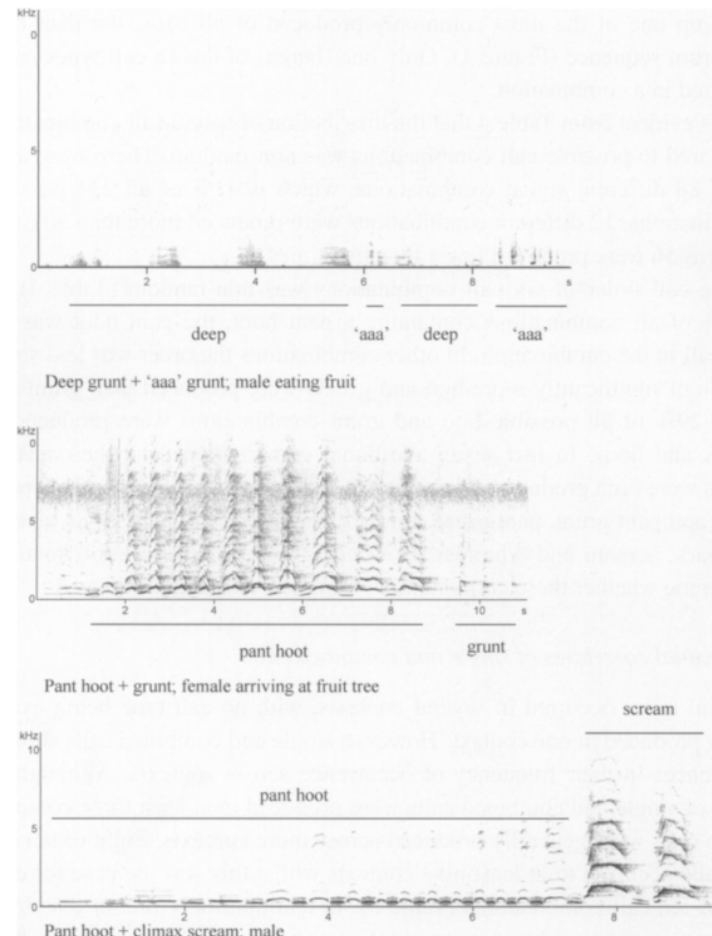 kHz
0
5
0
2 4 6 8 s
deep 'aaa' deep 'aaa'
Deep grunt + 'aaa' grunt; male eating fruit
kHz
0
5
0
2 4 6 8 10 s
pant hoot grunt
Pant hoot + grunt; female arriving at fruit tree
scream
kHz
10
pant hoot
5
0
2 4 6 8 s
Pant hoot + climax scream; male